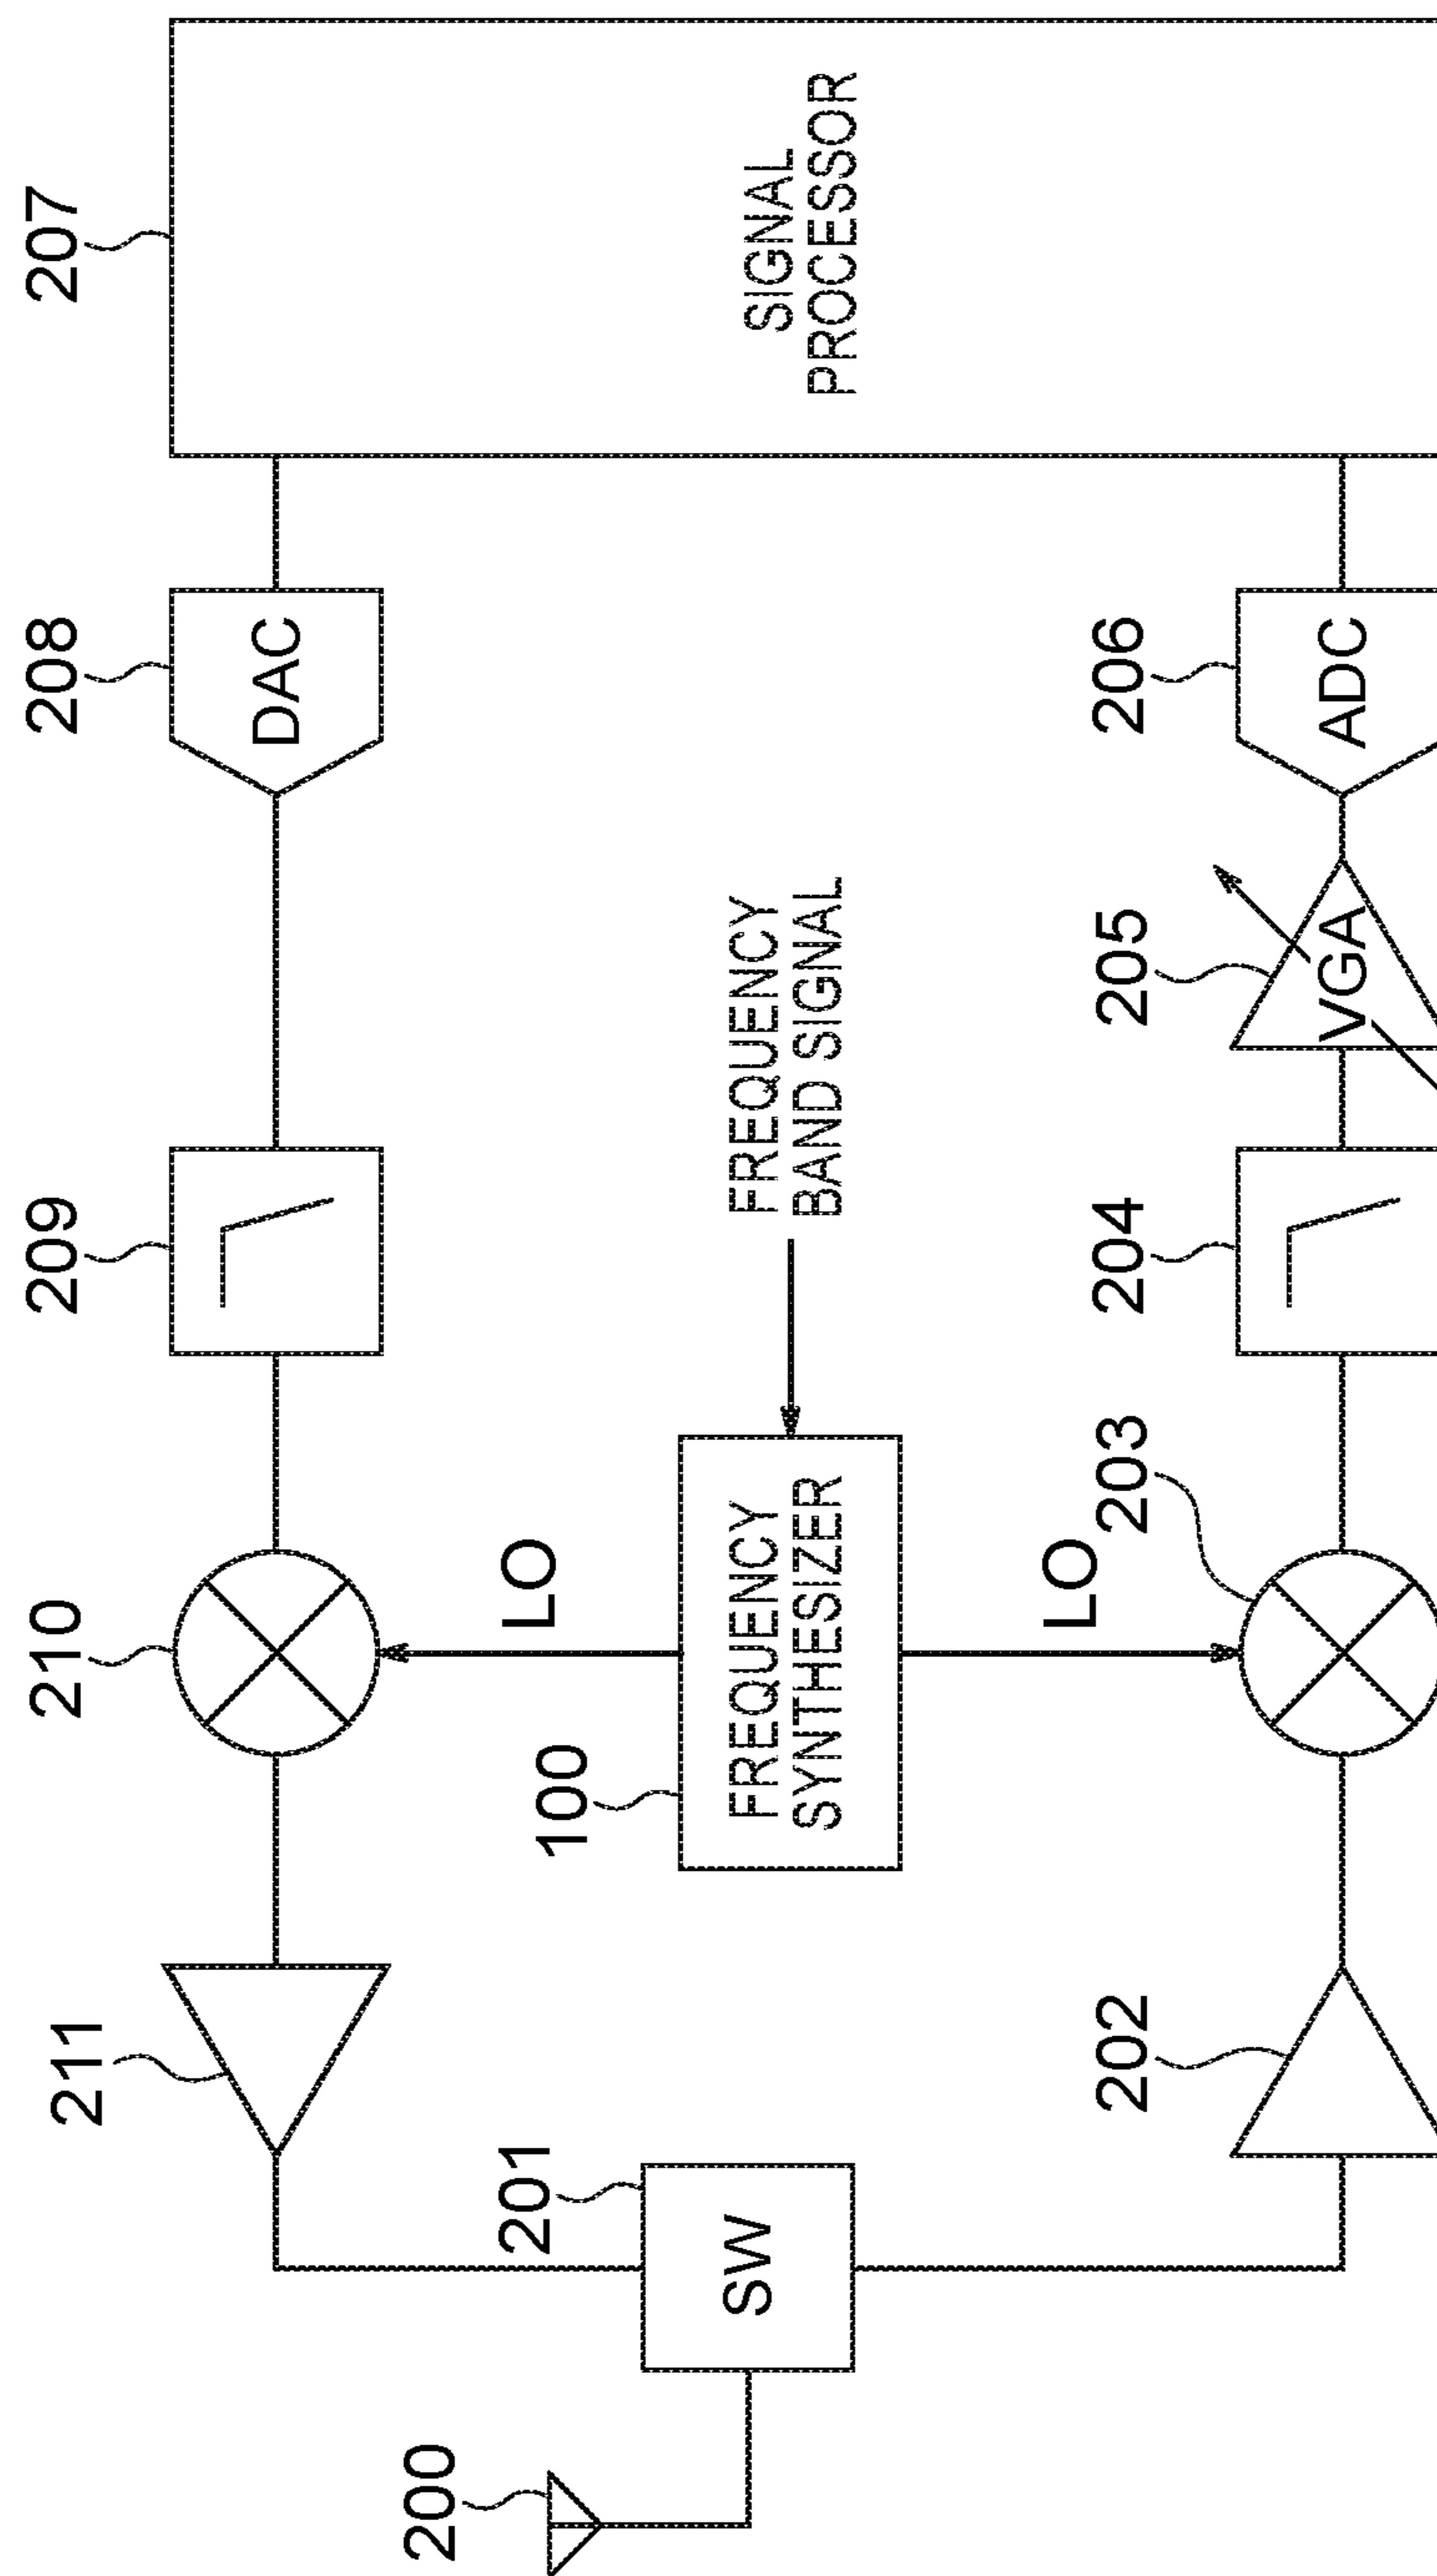 207
SIGNAL
PROCESSOR
208
DAC
206
ADC
205
VGA
209
FREQUENCY
BAND SIGNAL
204
210
LO
100
FREQUENCY
SYNTHESIZER
LO
203
211
201
SW
202
200